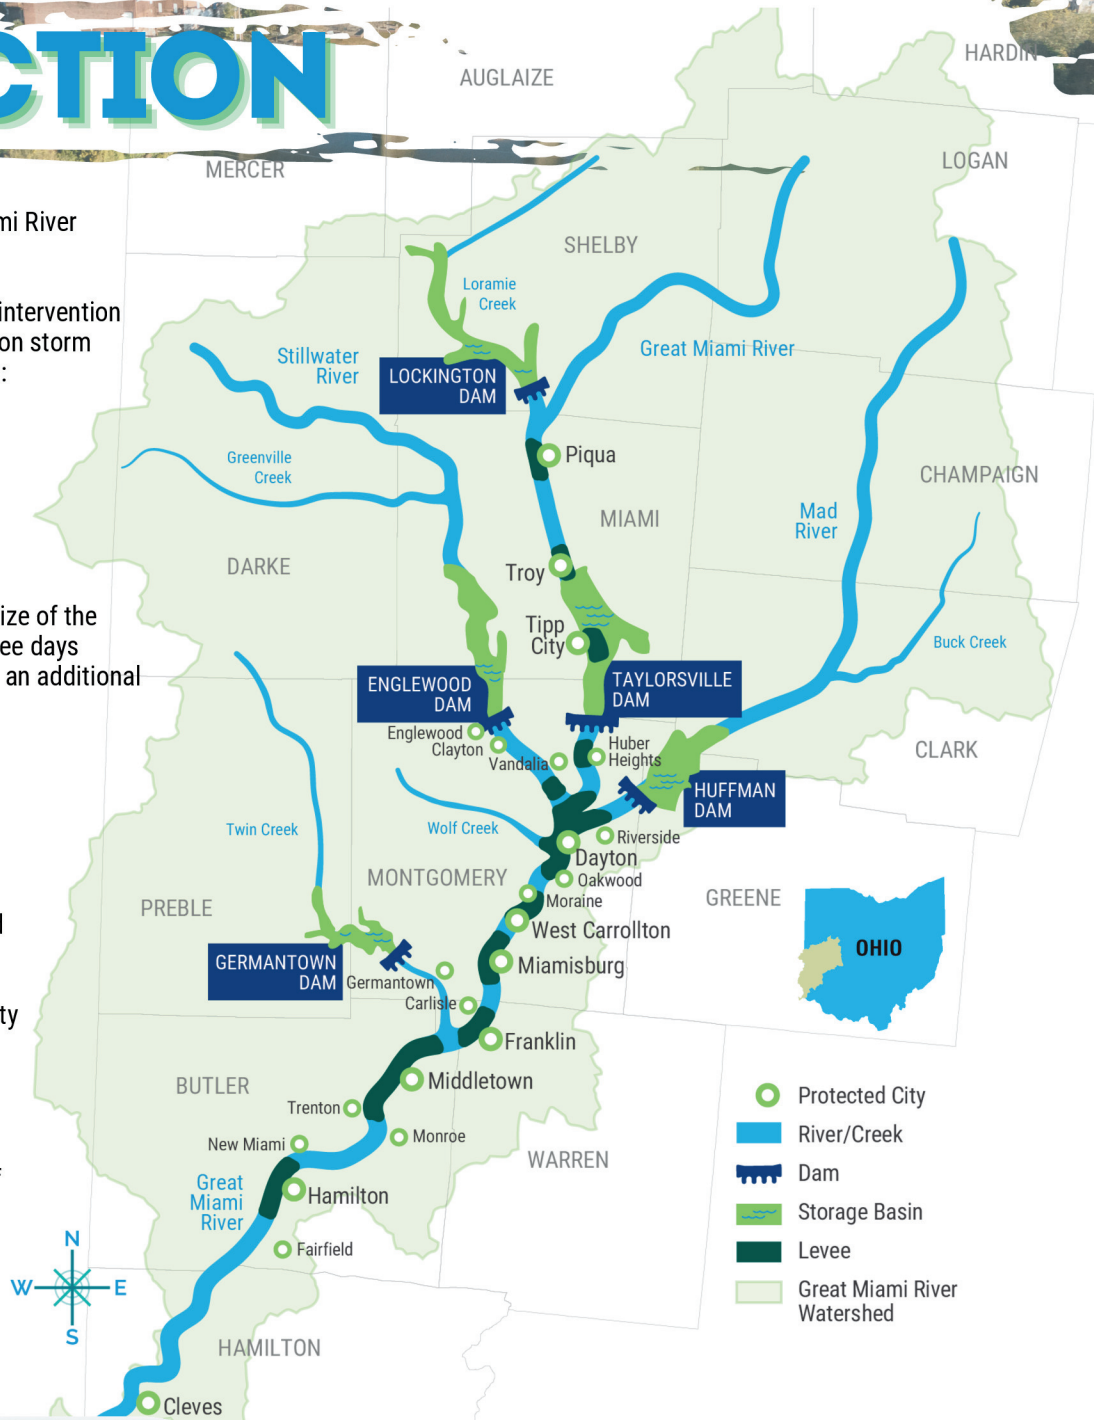 CTION
HARDIN
AUGLAIZE
MERCER
LOGAN
mi River
SHELBY
Loramie
Creek
intervention
on storm
:
Great Miami River
Stillwater
River
LOCKINGTON
DAM
Piqua
Greenville
Creek
CHAMPAIGN
Mad
River
MIAMI
DARKE
Troy
ize of the
ee days
an additional
Tipp
City
Buck Creek
ENGLEWOOD
DAM
TAYLORSVILLE
DAM
Englewood
Clayton
Vandalia
Huber
Heights
CLARK
HUFFMAN
DAM
Twin Creek
Wolf Creek
Riverside
Dayton
MONTGOMERY
Oakwood
Moraine
GREENE
PREBLE
West Carrollton
OHIO
GERMANTOWN
DAM
Miamisburg
Germantown
Carlisle
ty
Franklin
BUTLER
Middletown
Trenton
Monroe
New Miami
WARREN
Great
Miami
River
Hamilton
Fairfield
N
W
E
S
HAMILTON
Cleves
Protected City
River/Creek
Dam
Storage Basin
Levee
Great Miami River
Watershed